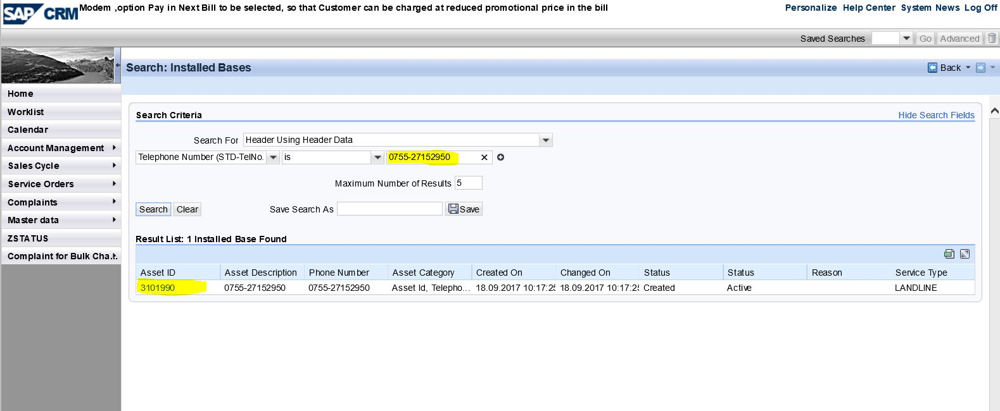 SAP CRM Modem ,option Pay in Next Bill to be selected, so that Customer can be charged at reduced promotional price in the bill Personalize Help Center System News Log Off
Saved Searches Go Advanced
Search: Installed Bases Back
Home
Worklist
Calendar
Account Management
Sales Cycle
Service Orders
Complaints
Master data
ZSTATUS
Complaint for Bulk Cha...
Search Criteria Hide Search Fields
Search For Header Using Header Data
Telephone Number (STD-TelNo. is 0755-27152950
Maximum Number of Results 5
Search Clear Save Search As Save
Result List: 1 Installed Base Found
Asset ID Asset Description Phone Number Asset Category Created On Changed On Status Status Reason Service Type
3101990 0755-27152950 0755-27152950 Asset Id, Telepho... 18.09.2017 10:17:25 18.09.2017 10:17:25 Created Active LANDLINE